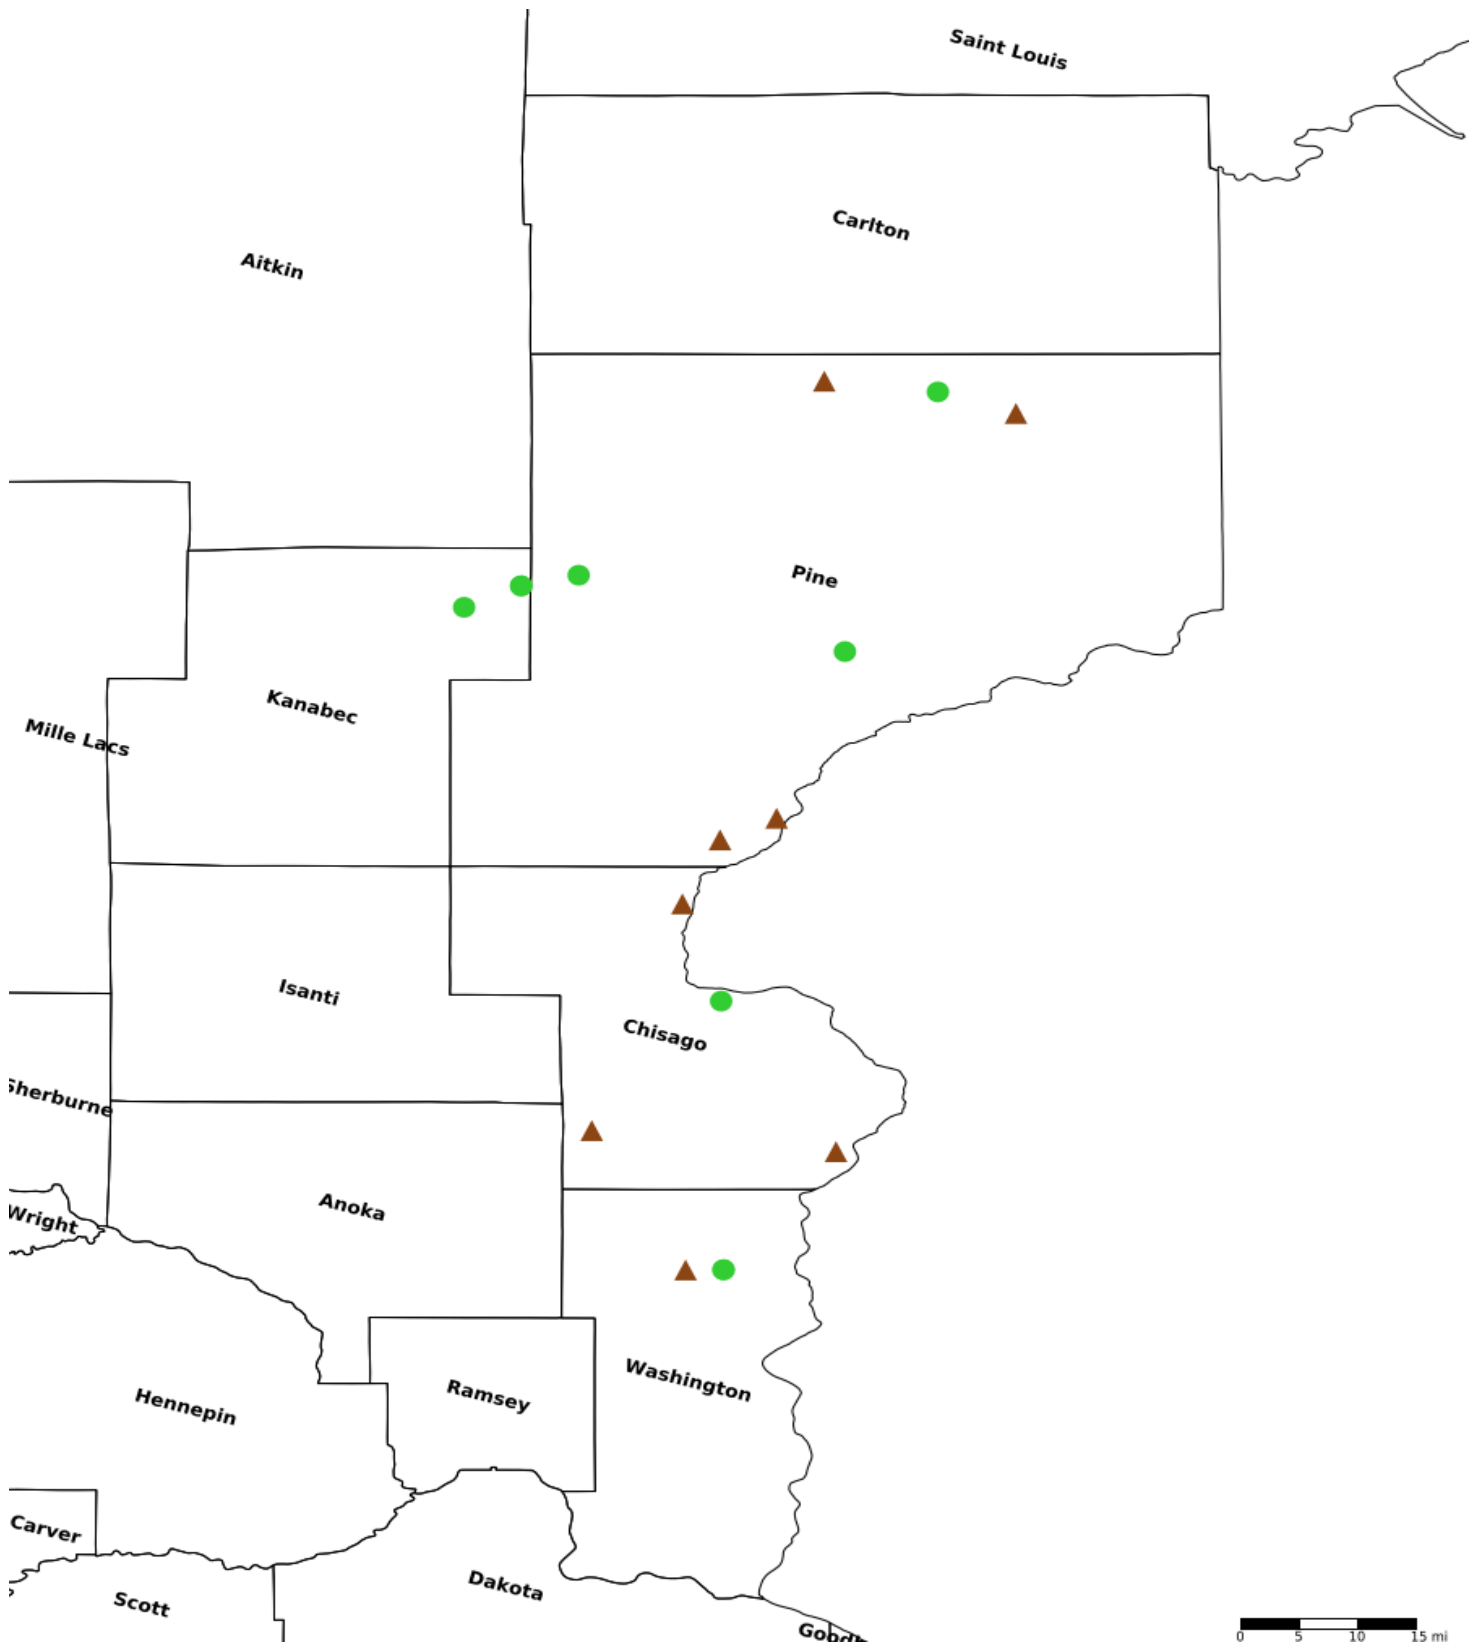 Saint Louis
Carlton
Aitkin
Pine
Kanabec
Mille Lacs
Isanti
Chisago
Sherburne
Anoka
Wright
Washington
Ramsey
Hennepin
Carver
Dakota
Scott
Goodh
0 5 10 15 mi